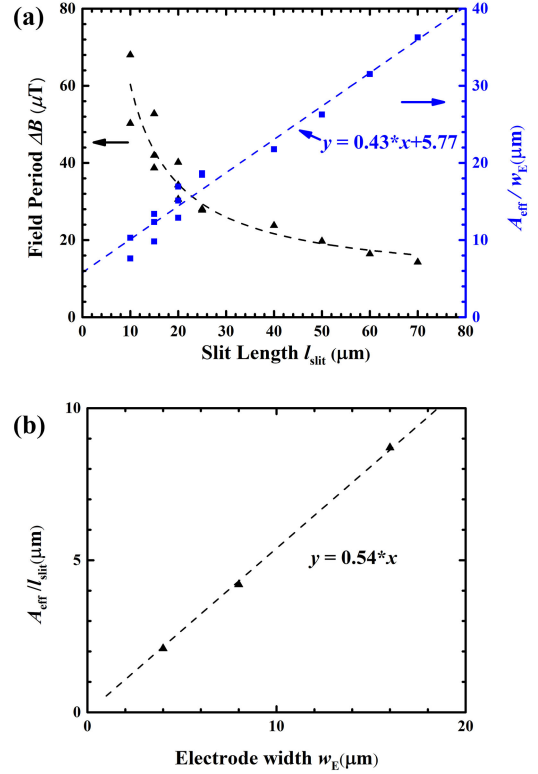 (a)
80
60
40
20
0
Field Period ΔB (μT)
40
30
20
10
0
A_eff / w_E (μm)
y = 0.43*x+5.77
0 10 20 30 40 50 60 70 80
Slit Length l_slit (μm)
(b)
10
5
0
A_eff /l_slit (μm)
y = 0.54*x
0 10 20
Electrode width w_E(μm)